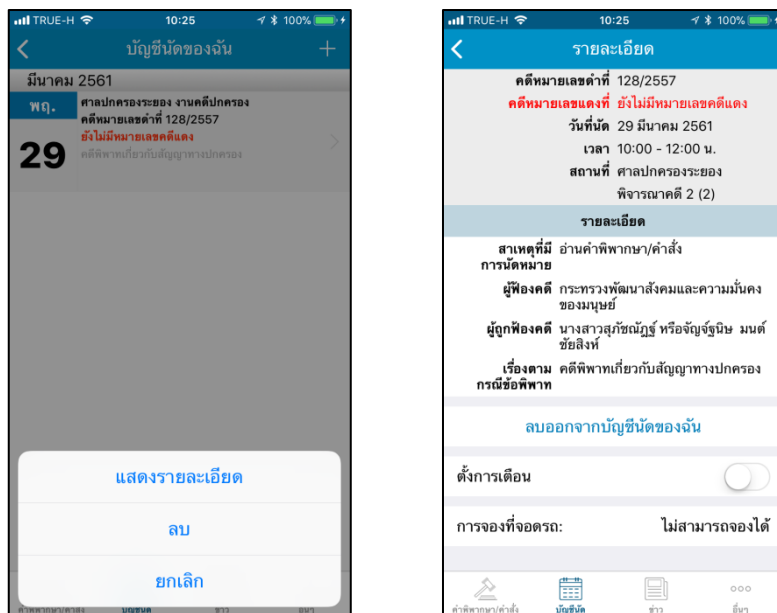 TRUE-H 10:25 100%
บัญชีนัดของฉัน
มีนาคม 2561
พฤ.
29
ศาลปกครองระยอง งานคดีปกครอง
คดีหมายเลขดำที่ 128/2557
ยังไม่มีหมายเลขคดีแดง
คดีพิพาทเกี่ยวกับสัญญาทางปกครอง
แสดงรายละเอียด
ลบ
ยกเลิก
คำพิพากษา/คำสั่ง บัญชีนัด ข่าว อื่นๆ
TRUE-H 10:25 100%
รายละเอียด
คดีหมายเลขดำที่ 128/2557
คดีหมายเลขแดงที่ ยังไม่มีหมายเลขคดีแดง
วันที่นัด 29 มีนาคม 2561
เวลา 10:00 - 12:00 น.
สถานที่ ศาลปกครองระยอง
พิจารณาคดี 2 (2)
รายละเอียด
สาเหตุที่มี อ่านคำพิพากษา/คำสั่ง
การนัดหมาย
ผู้ฟ้องคดี กระทรวงพัฒนาสังคมและความมั่นคง
ของมนุษย์
ผู้ถูกฟ้องคดี นางสาวสุภัชณัฏฐ์ หรือจัญจ์ฐนิษ มนต์
ชัยสิงห์
เรื่องตาม คดีพิพาทเกี่ยวกับสัญญาทางปกครอง
กรณีข้อพิพาท
ลบออกจากบัญชีนัดของฉัน
ตั้งการเตือน
การจองที่จอดรถ: ไม่สามารถจองได้
คำพิพากษา/คำสั่ง บัญชีนัด ข่าว อื่นๆ